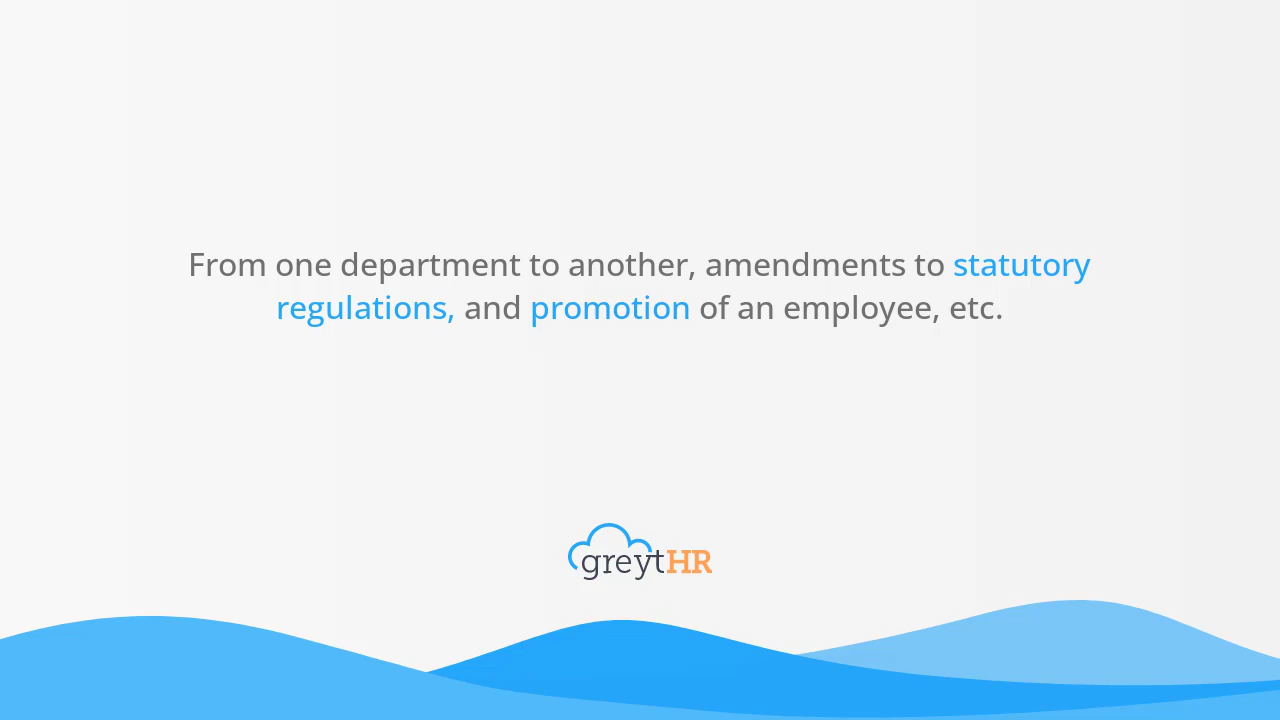 From one department to another, amendments to statutory
regulations, and promotion of an employee, etc.
greytHR